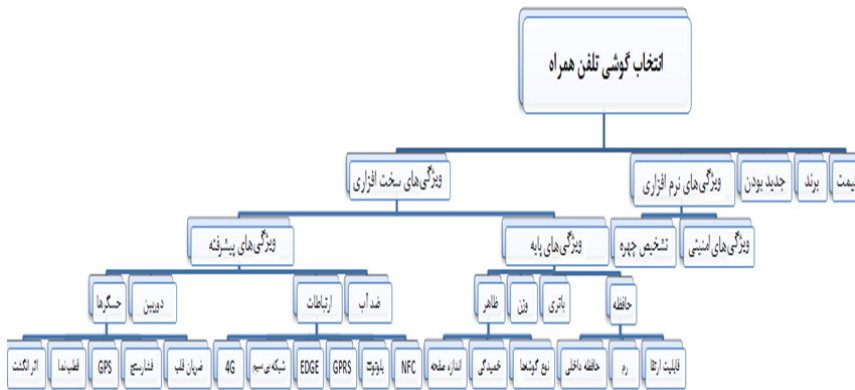 انتخاب گوشی تلفن همراه
قیمت
برند
جدید بودن
ویژگی‌های نرم افزاری
ویژگی‌های سخت افزاری
ویژگی‌های امنیتی
تشخیص چهره
ویژگی‌های پایه
ویژگی‌های پیشرفته
حافظه
باتری
وزن
ظاهر
ضد آب
ارتباطات
دوربین
حسگرها
قابلیت ارتقا
رم
حافظه داخلی
نوع گوشه‌ها
خمیدگی
اندازه صفحه
NFC
بلوتوث
GPRS
EDGE
شبکه بی‌سیم
4G
ضربان قلب
فشارسنج
GPS
قطب‌نما
اثر انگشت